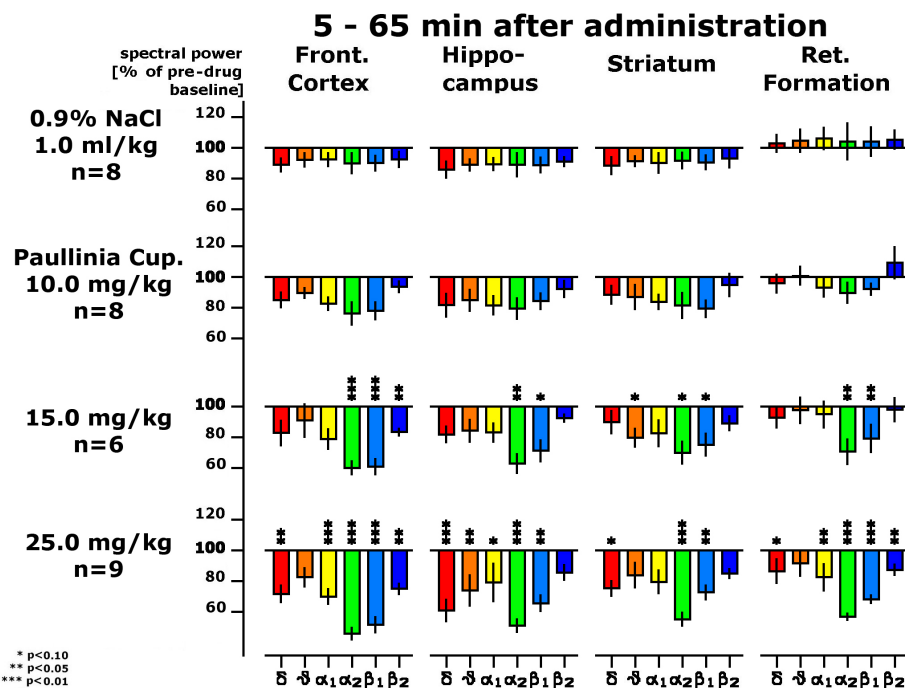 5 - 65 min after administration
spectral power
[% of pre-drug
baseline]
Front.
Cortex
Hippo-
campus
Striatum
Ret.
Formation
0.9% NaCl
1.0 ml/kg
n=8
120
100
80
60
Paullinia Cup.
10.0 mg/kg
n=8
120
100
80
60
*** *** **
** *
* * *
** **
15.0 mg/kg
n=6
100
80
60
** *** *** *** **
*** ** * *** **
* *** **
* ** *** *** **
25.0 mg/kg
n=9
120
100
80
60
δ ϑ α1 α2 β1 β2
δ ϑ α1 α2 β1 β2
δ ϑ α1 α2 β1 β2
δ ϑ α1 α2 β1 β2
* p<0.10
** p<0.05
*** p<0.01